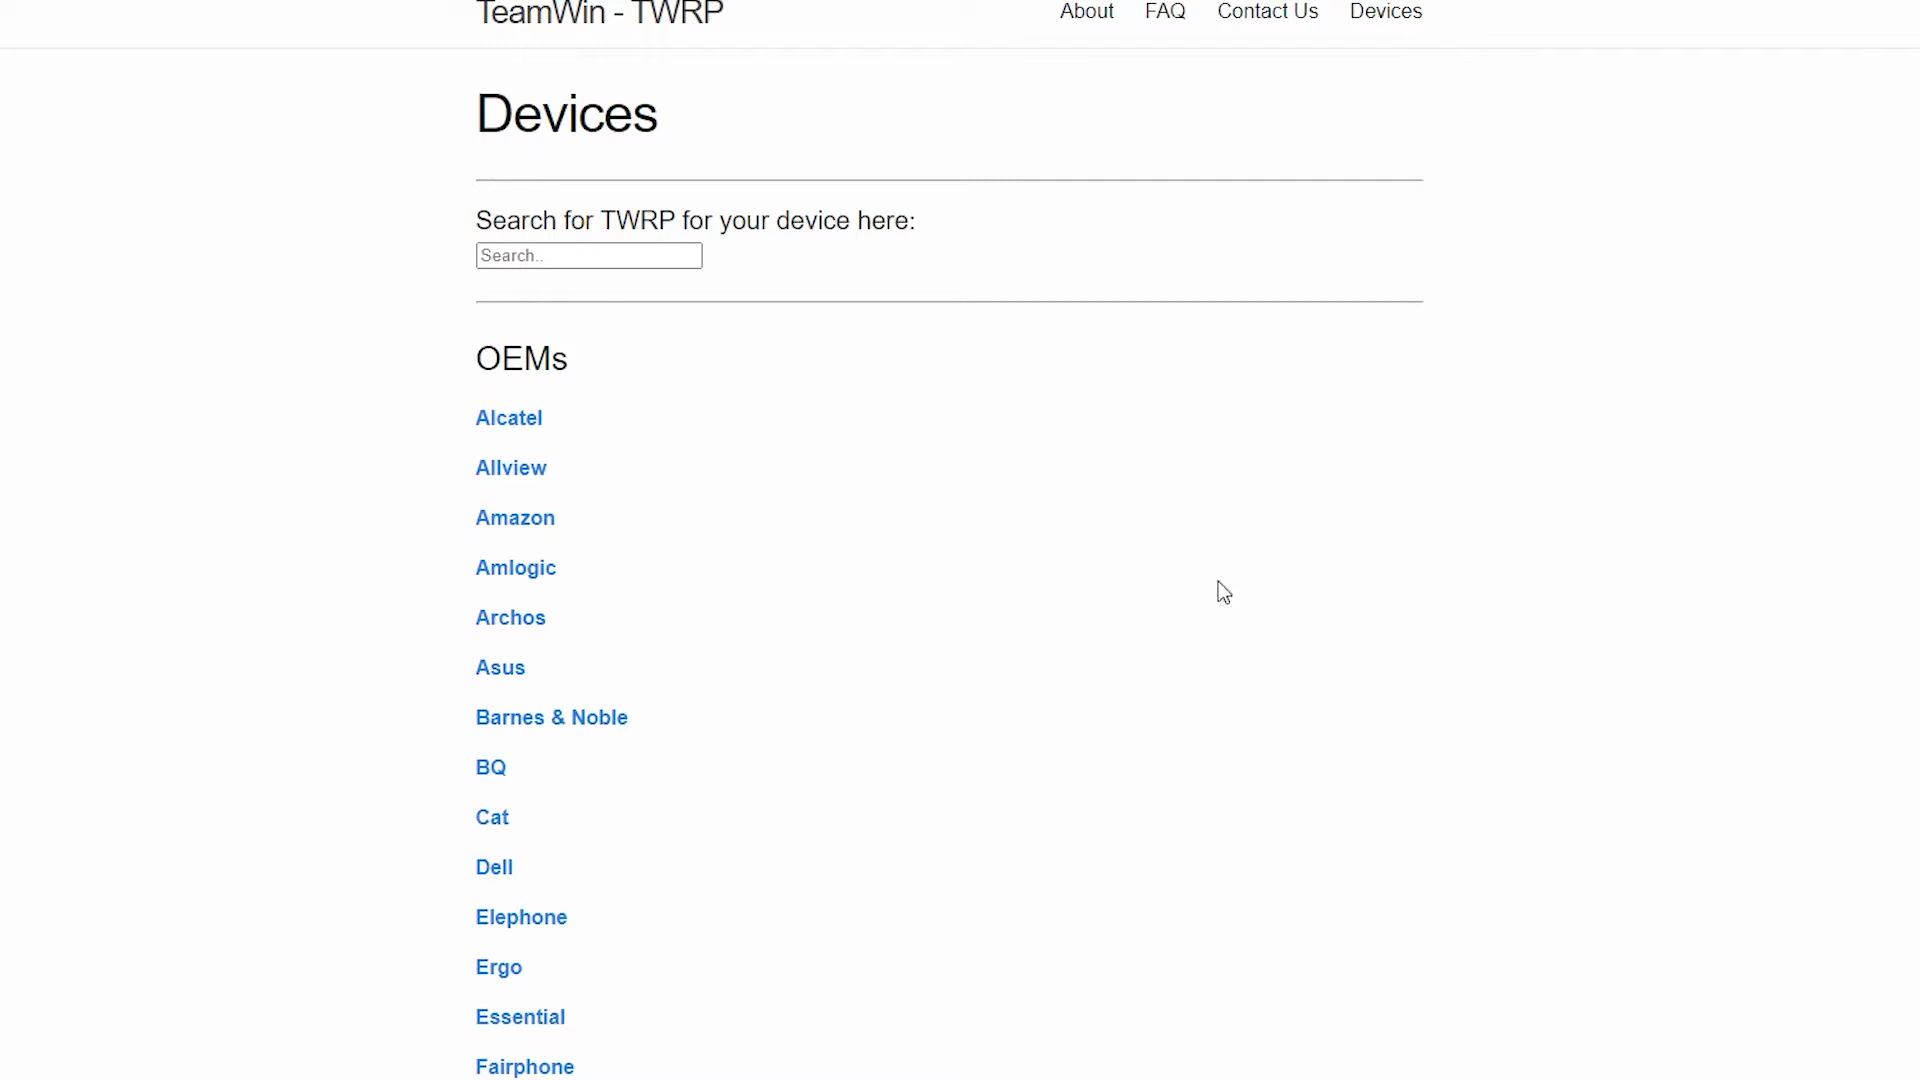 TeamWin - TWRP
About FAQ Contact Us Devices
Devices
Search for TWRP for your device here:
Search..
OEMs
Alcatel
Allview
Amazon
Amlogic
Archos
Asus
Barnes & Noble
BQ
Cat
Dell
Elephone
Ergo
Essential
Fairphone